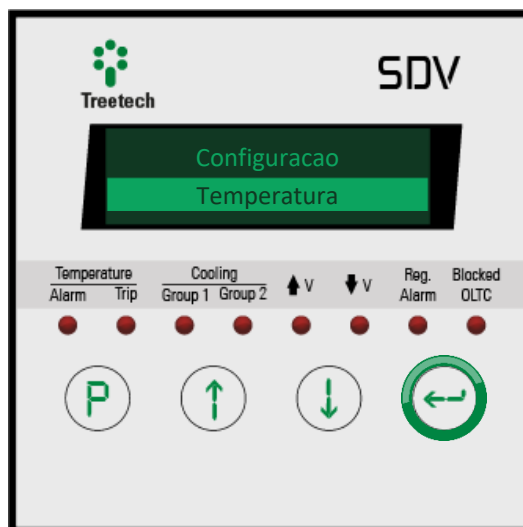 Treetech
SDV
Configuracao
Temperatura
Temperature
Alarm Trip
Cooling
Group 1 Group 2
V
V
Reg.
Alarm
Blocked
OLTC
P